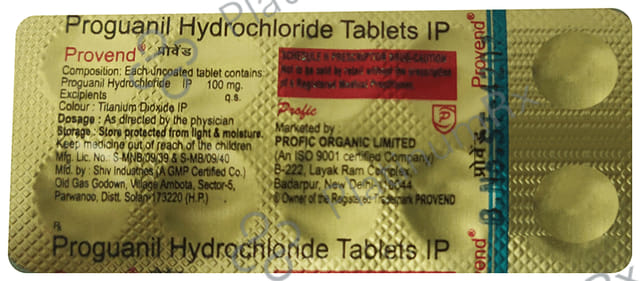 Proguanil Hydrochloride Tablets IP
Provend® प्रोवेंड
Composition: Each uncoated tablet contains:
Proguanil Hydrochloride IP 100 mg.
Excipients q.s.
Colour : Titanium Dioxide IP
Dosage : As directed by the physician
Storage : Store protected from light & moisture.
Keep medicine out of reach of the children
Mfg. Lic. No.: S-MNB/09/39 & S-MB/09/40
Mfd. by : Shiv Industries (A GMP Certified Co.)
Old Gas Godown, Village Ambota, Sector-5,
Parwanoo, Distt. Solan-173220 (H.P.)
SCHEDULE H PRESCRIPTION DRUG-CAUTION
Not to be sold by retail without the prescription
of a Registered Medical Practitioner.
Profic
Marketed by
PROFIC ORGANIC LIMITED
(An ISO 9001 certified Company)
B-222, Layak Ram Complex
Badarpur, New Delhi-110044
® Owner of the Registered Trademark PROVEND
Rx
Proguanil Hydrochloride Tablets IP
Provend®
प्रोवेंड
B.NO.